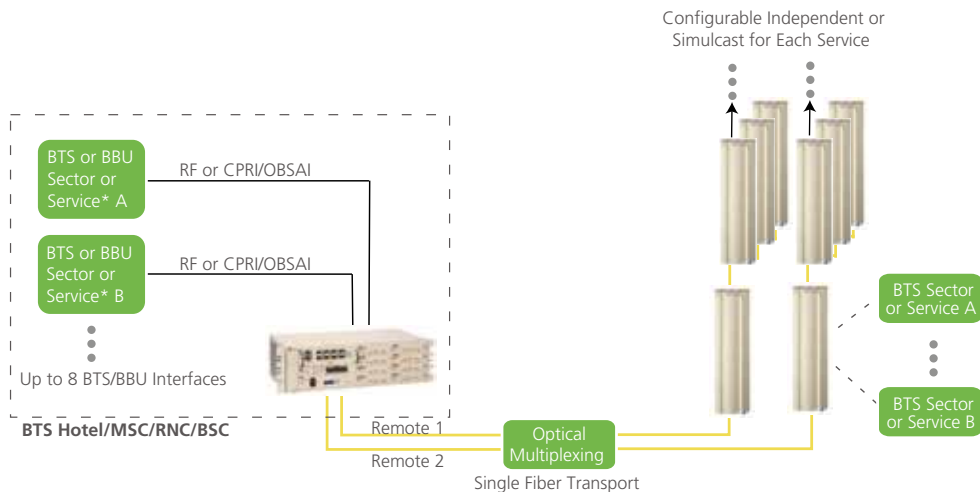 Configurable Independent or
Simulcast for Each Service
BTS or BBU
Sector or
Service* A
RF or CPRI/OBSAI
BTS or BBU
Sector or
Service* B
RF or CPRI/OBSAI
Up to 8 BTS/BBU Interfaces
BTS Hotel/MSC/RNC/BSC
Remote 1
Remote 2
Optical
Multiplexing
Single Fiber Transport
BTS Sector
or Service A
BTS Sector
or Service B